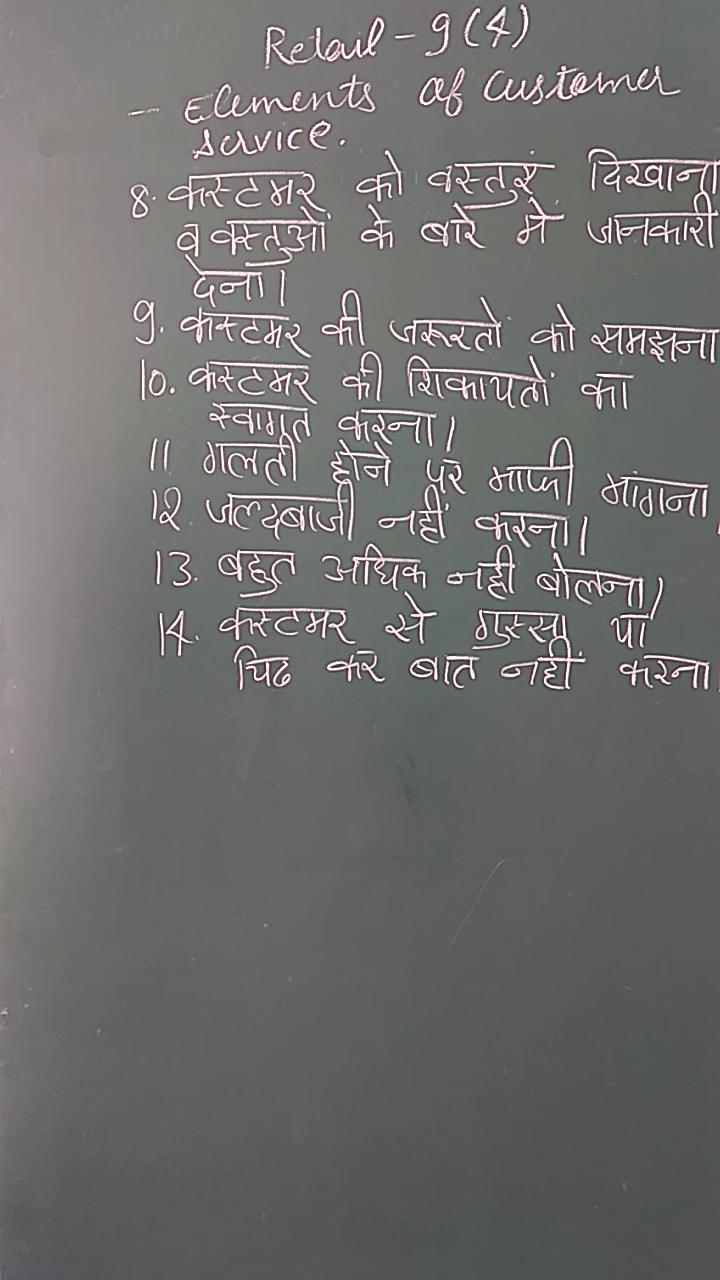 Retail - 9(4)
- Elements of Customer
service.
8. कस्टमर को वस्तुएं दिखाना
व वस्तुओं के बारे में जानकारी
देना।
9. कस्टमर की जरूरतों को समझना
10. कस्टमर की शिकायतों का
स्वागत करना।
11 गलती होने पर माफी मांगना
12. जल्दबाजी नहीं करना।
13. बहुत अधिक नहीं बोलना।
14. कस्टमर से गुस्सा या
चिढ कर बात नहीं करना